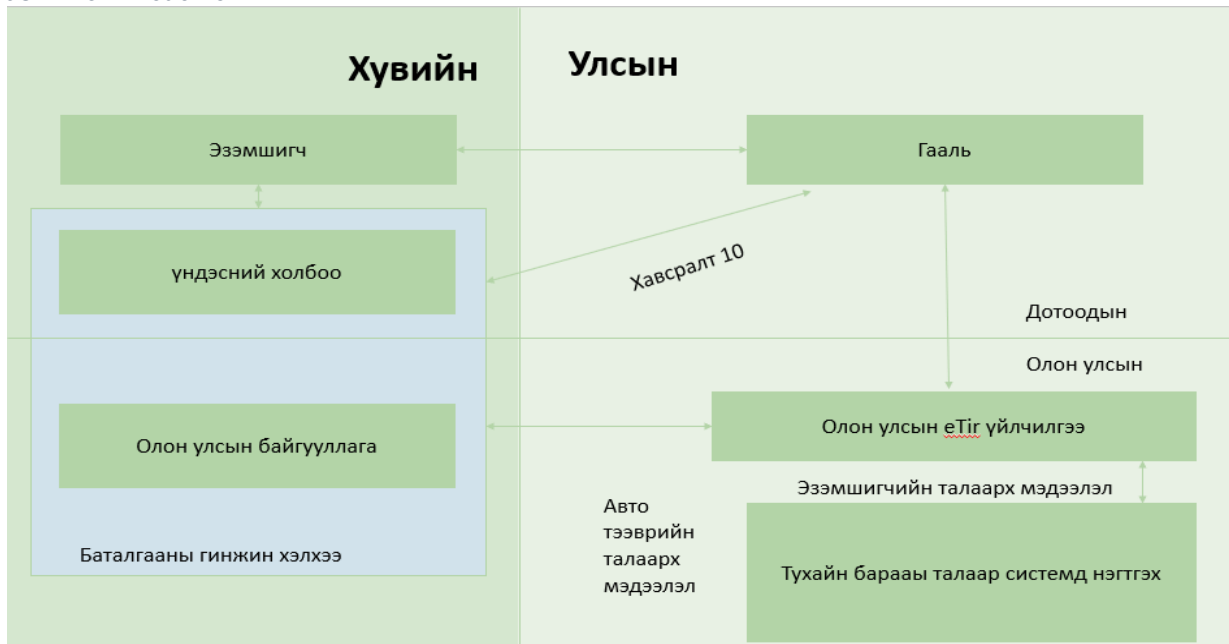 Хувийн
Улсын
Эзэмшигч
Гааль
үндэсний холбоо
Хавсралт 10
Дотоодын
Олон улсын
Олон улсын байгууллага
Олон улсын eTir үйлчилгээ
Эзэмшигчийн талаарх мэдээлэл
Авто
тээврийн
талаарх
мэдээлэл
Баталгааны гинжин хэлхээ
Тухайн барааы талаар системд нэгтгэх